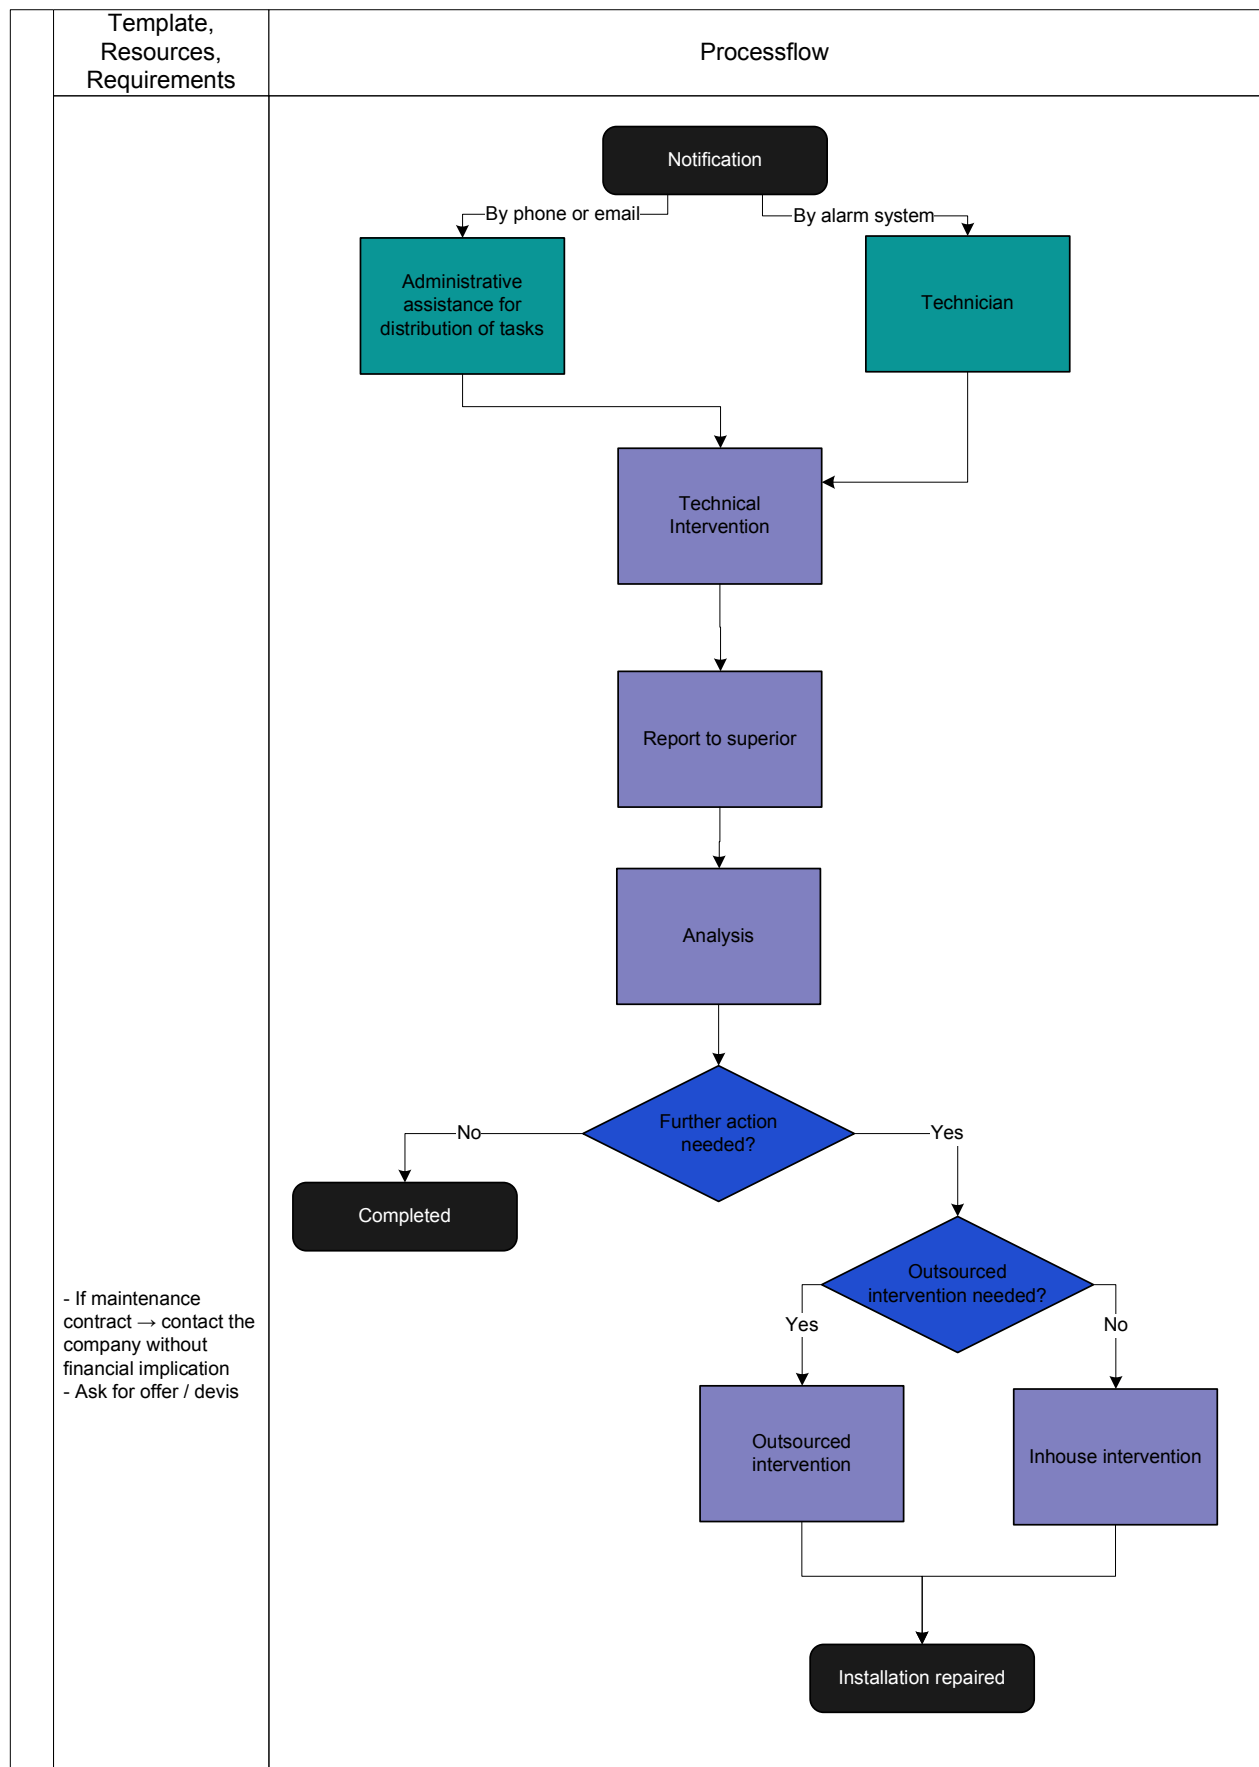 Template,
Resources,
Requirements
Processflow
Notification
By phone or email
By alarm system
Administrative
assistance for
distribution of tasks
Technician
Technical
Intervention
Report to superior
Analysis
Further action
needed?
No
Yes
Completed
Outsourced
intervention needed?
Yes
No
- If maintenance
contract → contact the
company without
financial implication
- Ask for offer / devis
Outsourced
intervention
Inhouse intervention
Installation repaired